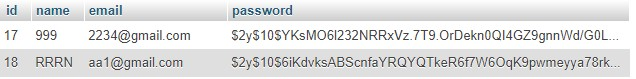 id name email password
17 999 2234@gmail.com $2y$10$YKsMO6I232NRRxVz.7T9.OrDekn0QI4GZ9gnnWd/G0L...
18 RRRN aa1@gmail.com $2y$10$6iKdvksABScnfaYRQYQTkeR6f7W6OqK9pwmeyya78rk...